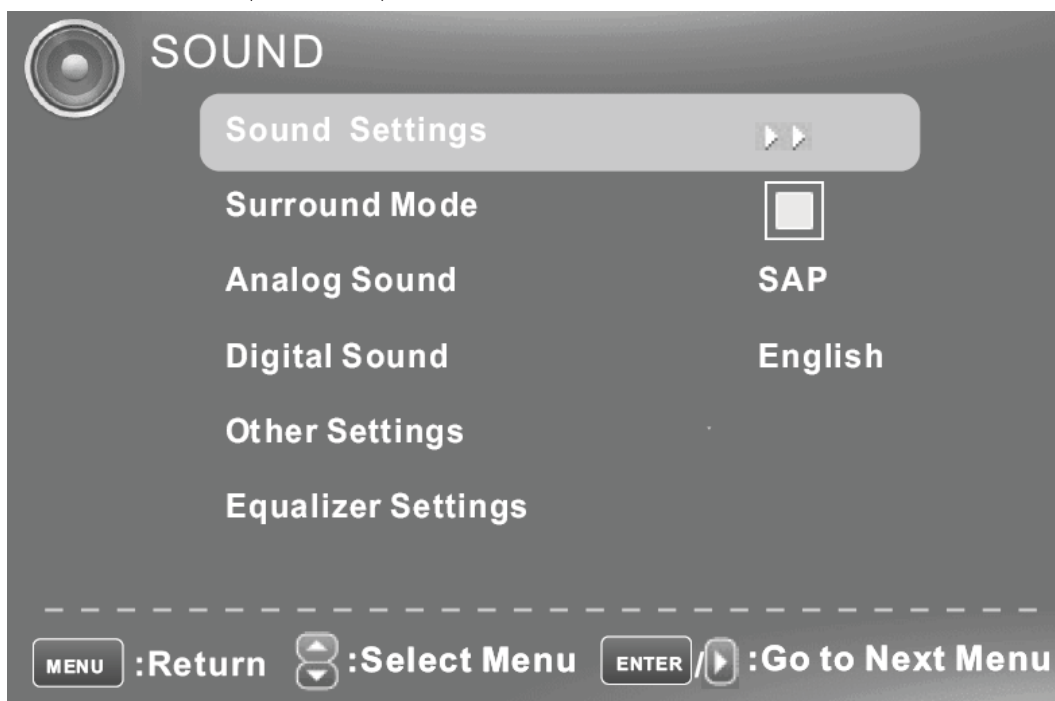 SOUND
Sound Settings
Surround Mode
Analog Sound SAP
Digital Sound English
Other Settings
Equalizer Settings
MENU :Return :Select Menu ENTER / :Go to Next Menu